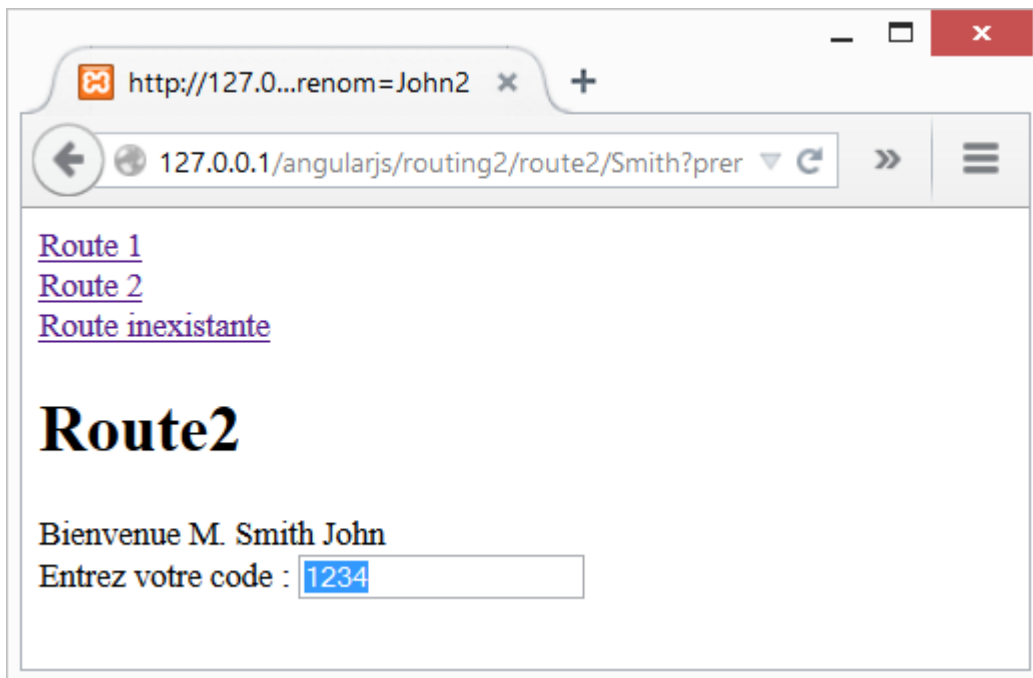 http://127.0...renom=John2
127.0.0.1/angularjs/routing2/route2/Smith?prer
Route 1
Route 2
Route inexistante
Route2
Bienvenue M. Smith John
Entrez votre code : 1234